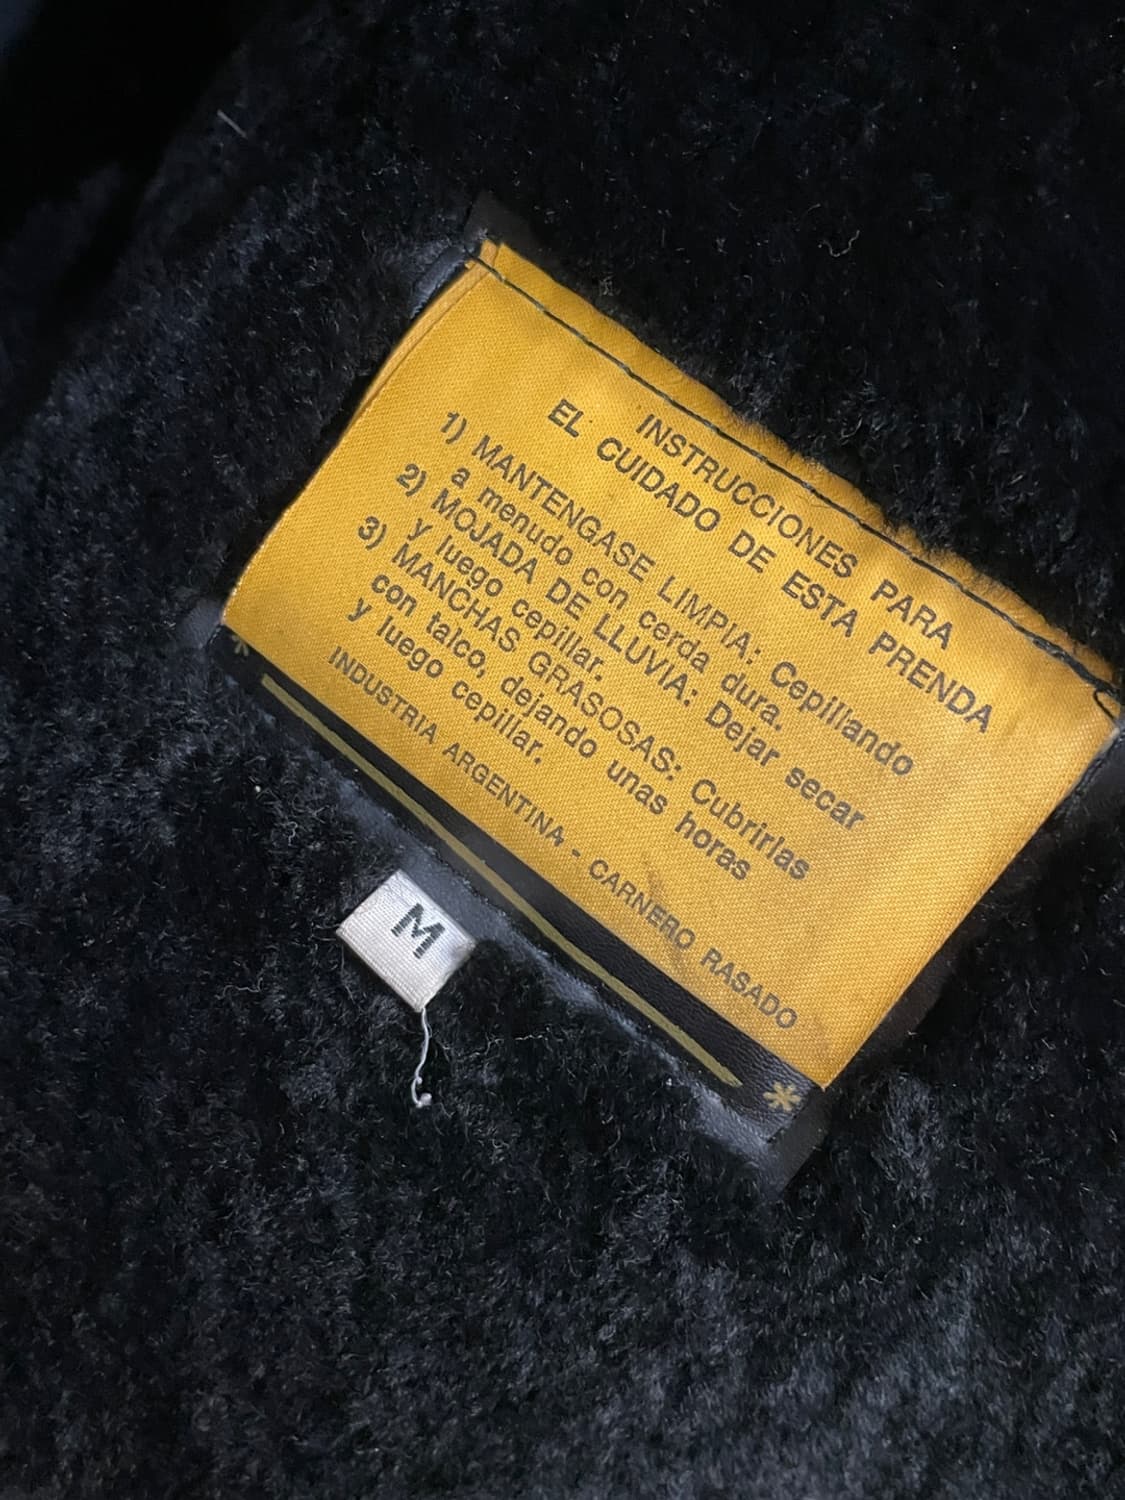 INSTRUCCIONES PARA
EL CUIDADO DE ESTA PRENDA
1) MANTENGASE LIMPIA: Cepillando
a menudo con cerda dura.
2) MOJADA DE LLUVIA: Dejar secar
y luego cepillar.
3) MANCHAS GRASOSAS: Cubrirlas
con talco, dejando unas horas
y luego cepillar.
INDUSTRIA ARGENTINA - CARNERO RASADO
M